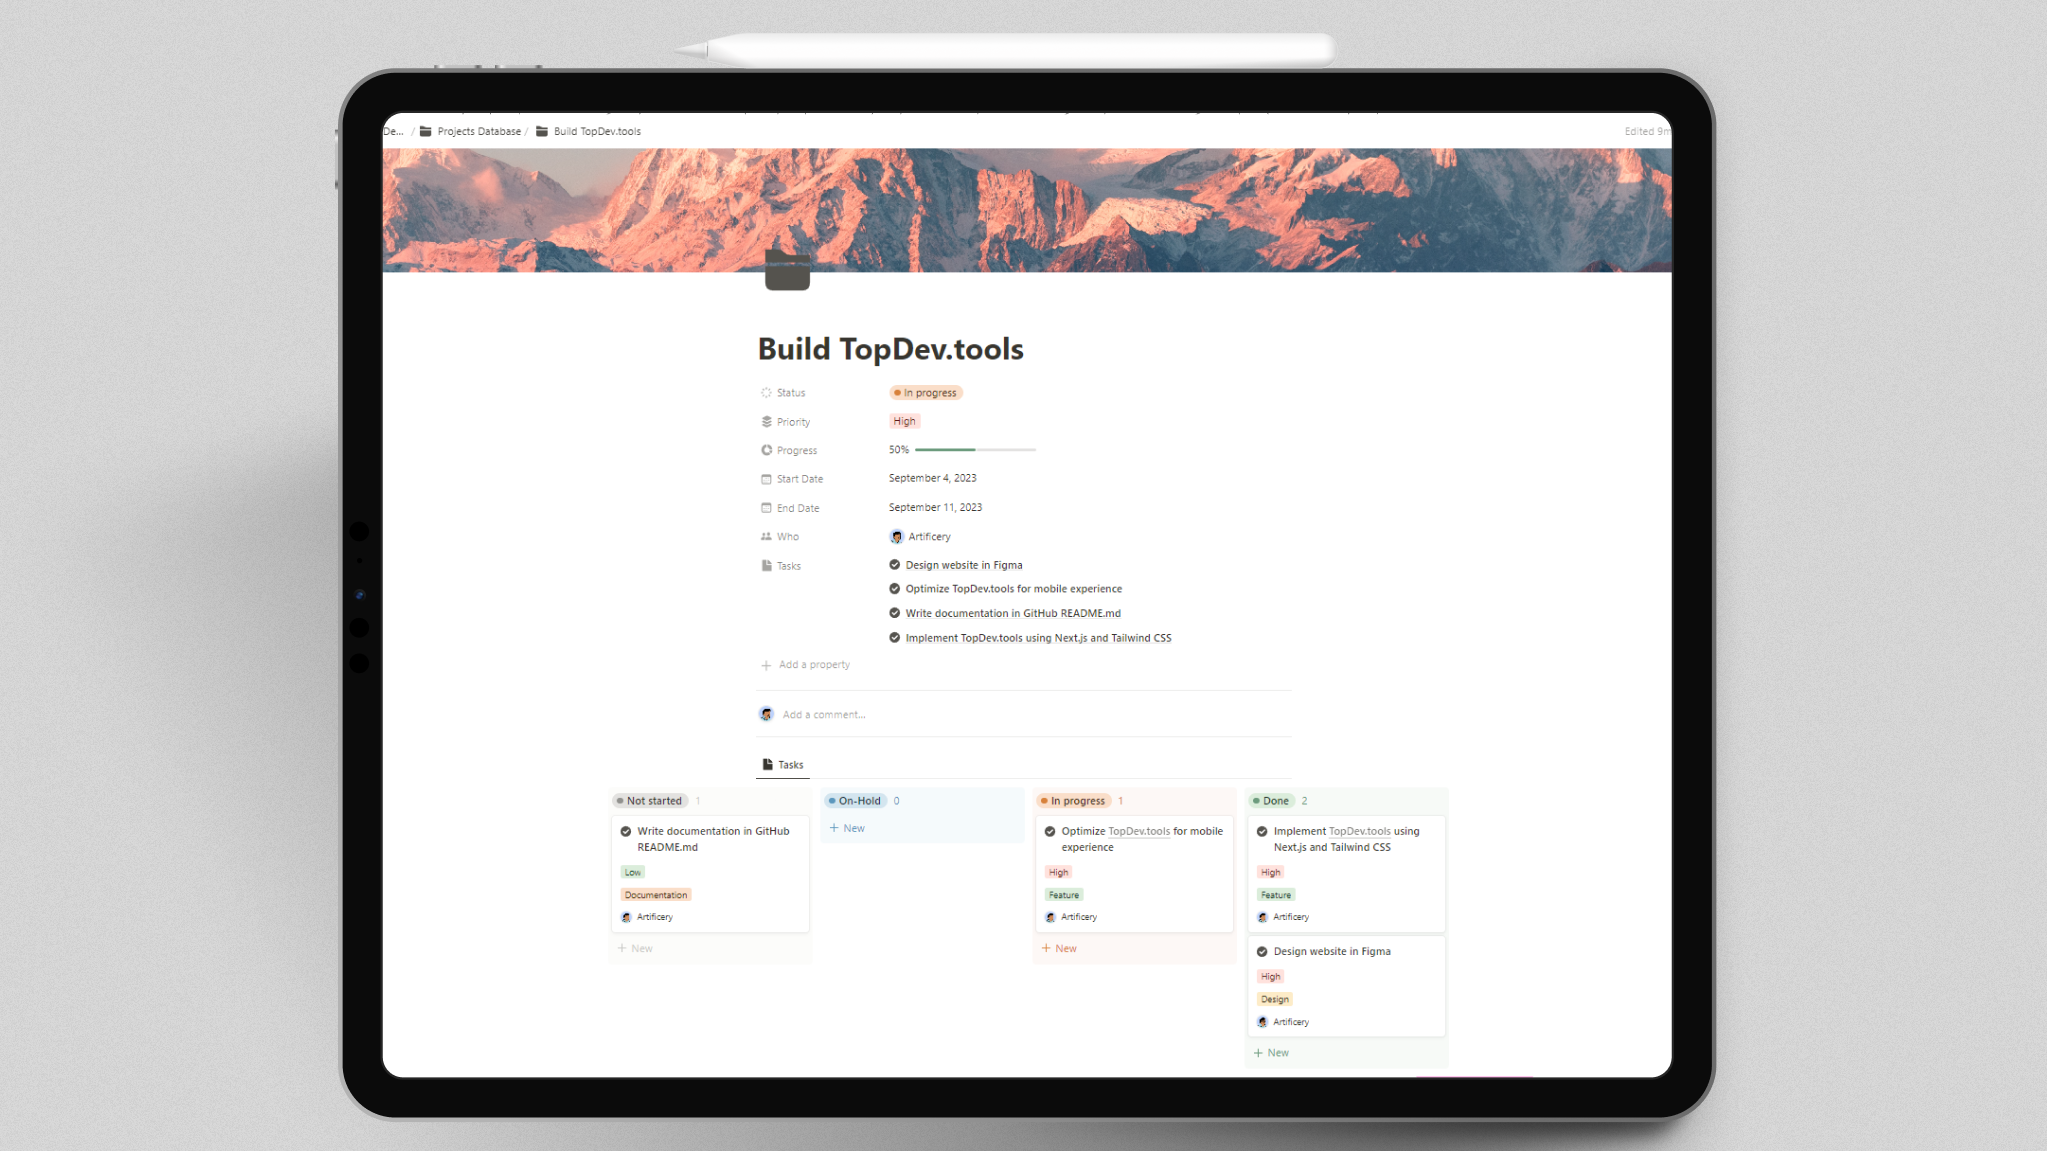 De... / Projects Database / Build TopDev.tools
Edited 9m
Build TopDev.tools
Status In progress
Priority High
Progress 50%
Start Date September 4, 2023
End Date September 11, 2023
Who Artificery
Tasks Design website in Figma
Optimize TopDev.tools for mobile experience
Write documentation in GitHub README.md
Implement TopDev.tools using Next.js and Tailwind CSS
+ Add a property
Add a comment...
Tasks
Not started 1
Write documentation in GitHub
README.md
Low
Documentation
Artificery
+ New
On-Hold 0
+ New
In progress 1
Optimize TopDev.tools for mobile
experience
High
Feature
Artificery
+ New
Done 2
Implement TopDev.tools using
Next.js and Tailwind CSS
High
Feature
Artificery
Design website in Figma
High
Design
Artificery
+ New